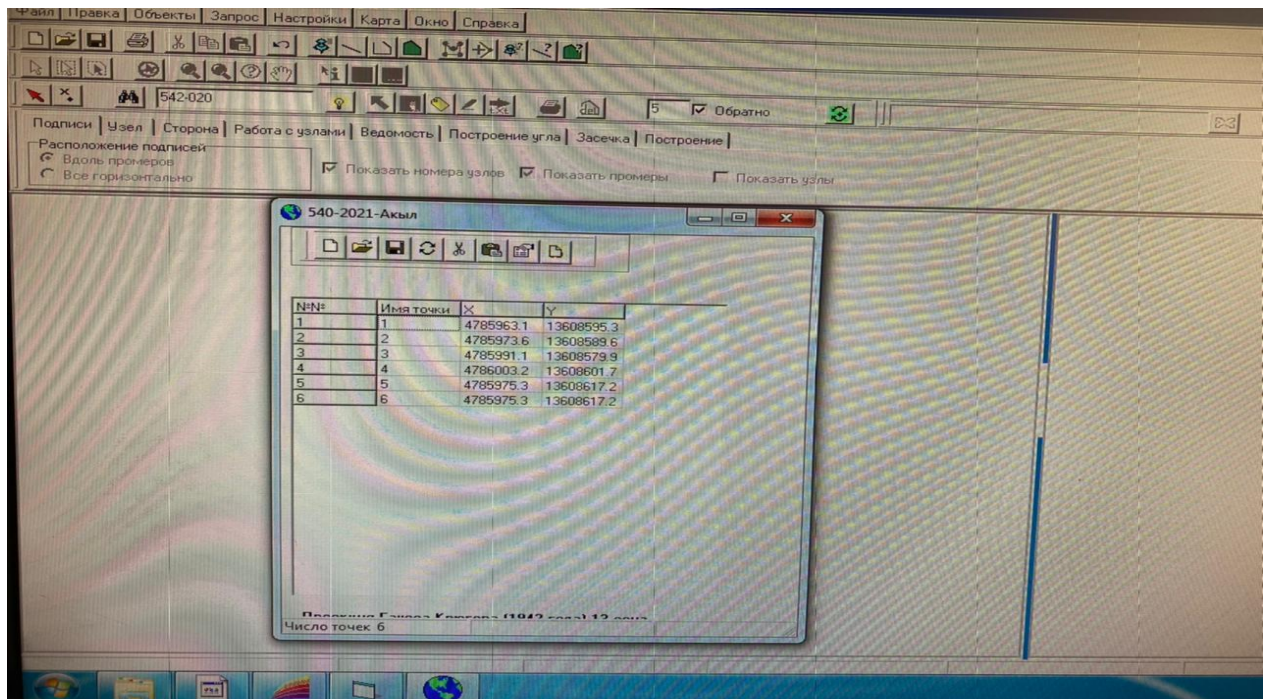 Файл Правка Объекты Запрос Настройки Карта Окно Справка
542-020
5 Обратно
Подписи Узел Сторона Работа с узлами Ведомость Построение угла Засечка Построение
Расположение подписей
Вдоль промеров
Все горизонтально
Показать номера узлов Показать промеры Показать узлы
540-2021-Акыл
№№ Имя точки X Y
1 1 4785963.1 13608595.3
2 2 4785973.6 13608589.6
3 3 4785991.1 13608579.9
4 4 4786003.2 13608601.7
5 5 4785975.3 13608617.2
6 6 4785975.3 13608617.2
Число точек 6